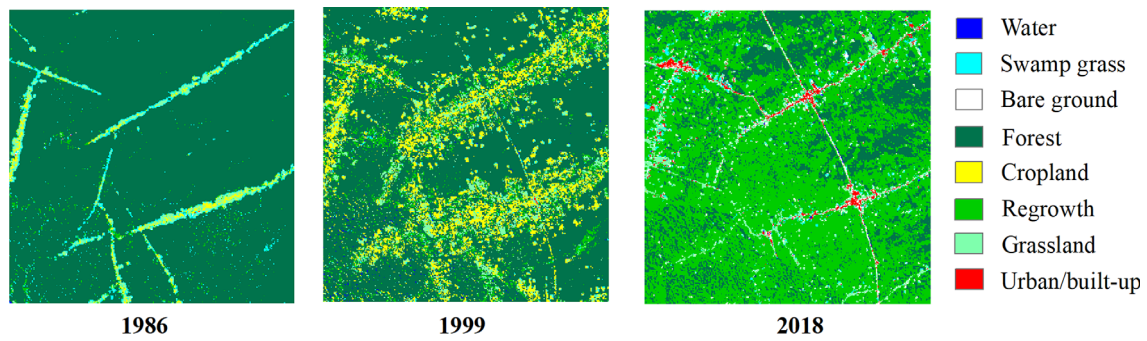 1986
1999
2018
Water
Swamp grass
Bare ground
Forest
Cropland
Regrowth
Grassland
Urban/built-up